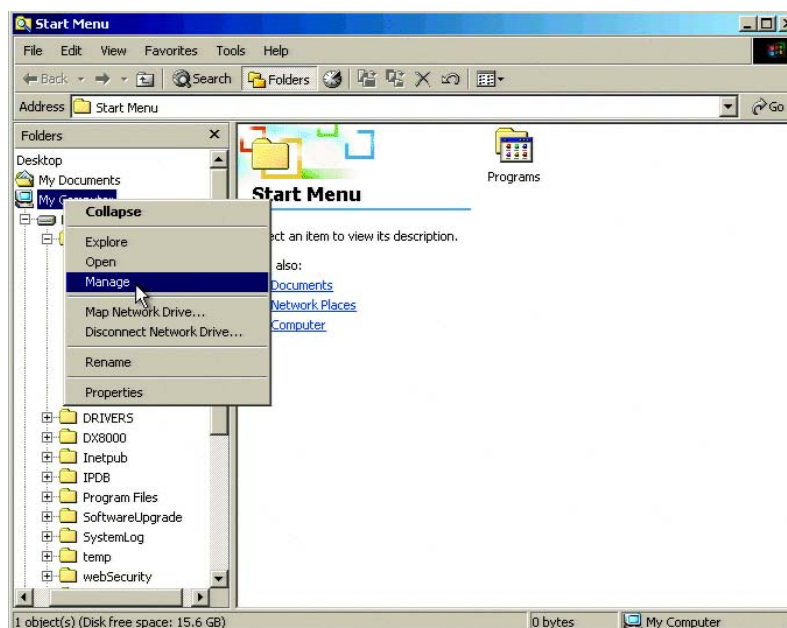 Start Menu
File Edit View Favorites Tools Help
Back Search Folders
Address Start Menu Go
Folders
Desktop
My Documents
My Computer
Collapse
Explore
Open
Manage
Map Network Drive...
Disconnect Network Drive...
Rename
Properties
DRIVERS
DX8000
Inetpub
IPDB
Program Files
SoftwareUpgrade
SystemLog
temp
webSecurity
Start Menu
an item to view its description.
also:
Documents
Network Places
Computer
Programs
1 object(s) (Disk free space: 15.6 GB) 0 bytes My Computer